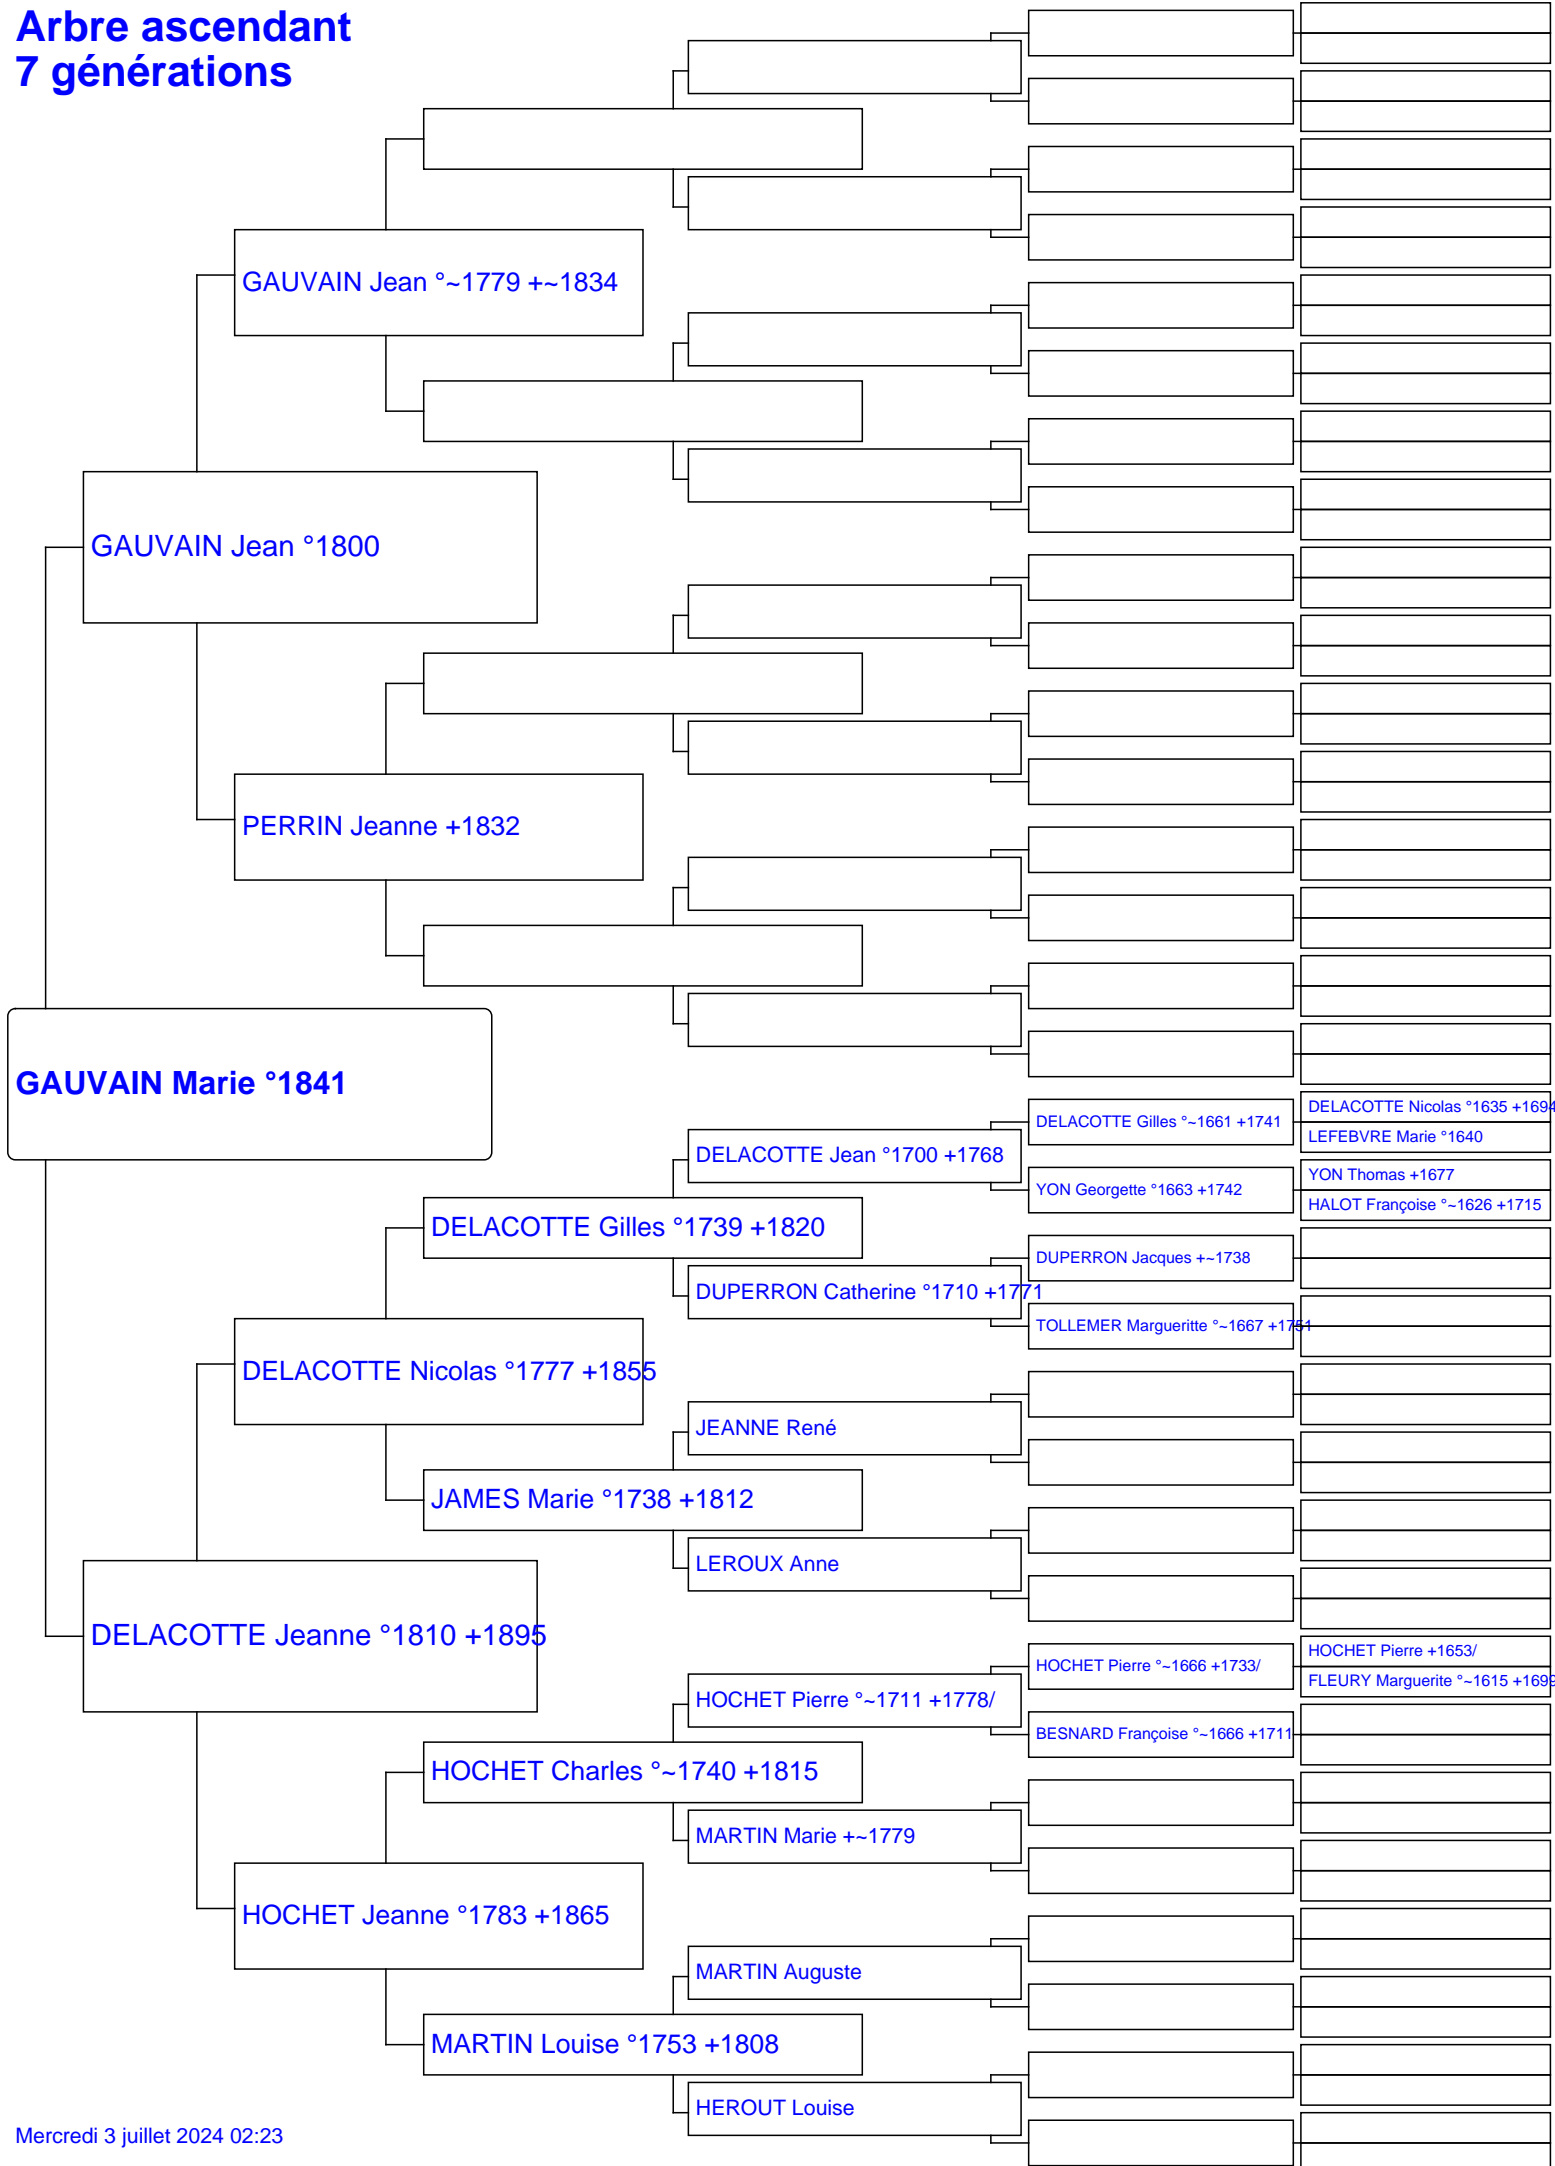 Arbre ascendant
7 générations
GAUVAIN Jean °~1779 +~1834
GAUVAIN Jean °1800
PERRIN Jeanne +1832
GAUVAIN Marie °1841
DELACOTTE Nicolas °1635 +1694
DELACOTTE Gilles °~1661 +1741
LEFEBVRE Marie °1640
DELACOTTE Jean °1700 +1768
YON Thomas +1677
YON Georgette °1663 +1742
HALOT Françoise °~1626 +1715
DELACOTTE Gilles °1739 +1820
DUPERRON Jacques +~1738
DUPERRON Catherine °1710 +1771
TOLLEMER Margueritte °~1667 +1751
DELACOTTE Nicolas °1777 +1855
JEANNE René
JAMES Marie °1738 +1812
LEROUX Anne
DELACOTTE Jeanne °1810 +1895
HOCHET Pierre +1653/
HOCHET Pierre °~1666 +1733/
FLEURY Marguerite °~1615 +1699
HOCHET Pierre °~1711 +1778/
BESNARD Françoise °~1666 +1711
HOCHET Charles °~1740 +1815
MARTIN Marie +~1779
HOCHET Jeanne °1783 +1865
MARTIN Auguste
MARTIN Louise °1753 +1808
HEROUT Louise
Mercredi 3 juillet 2024 02:23